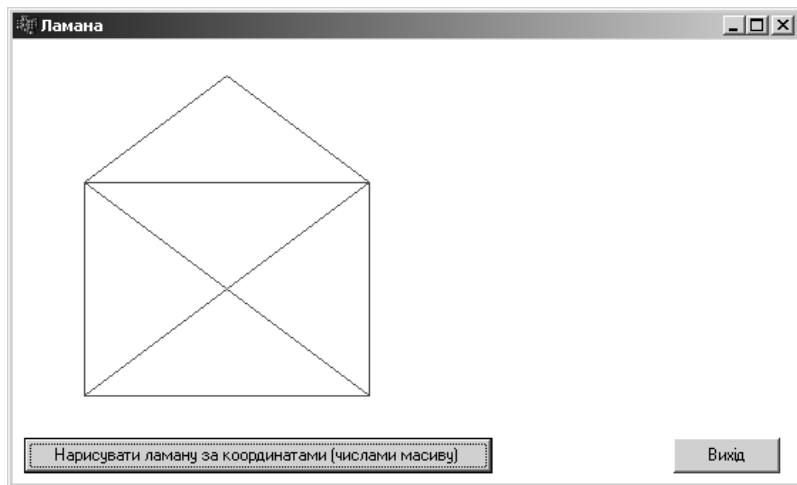 Ламана
Нарисувати ламану за координатами (числами масиву)
Вихід